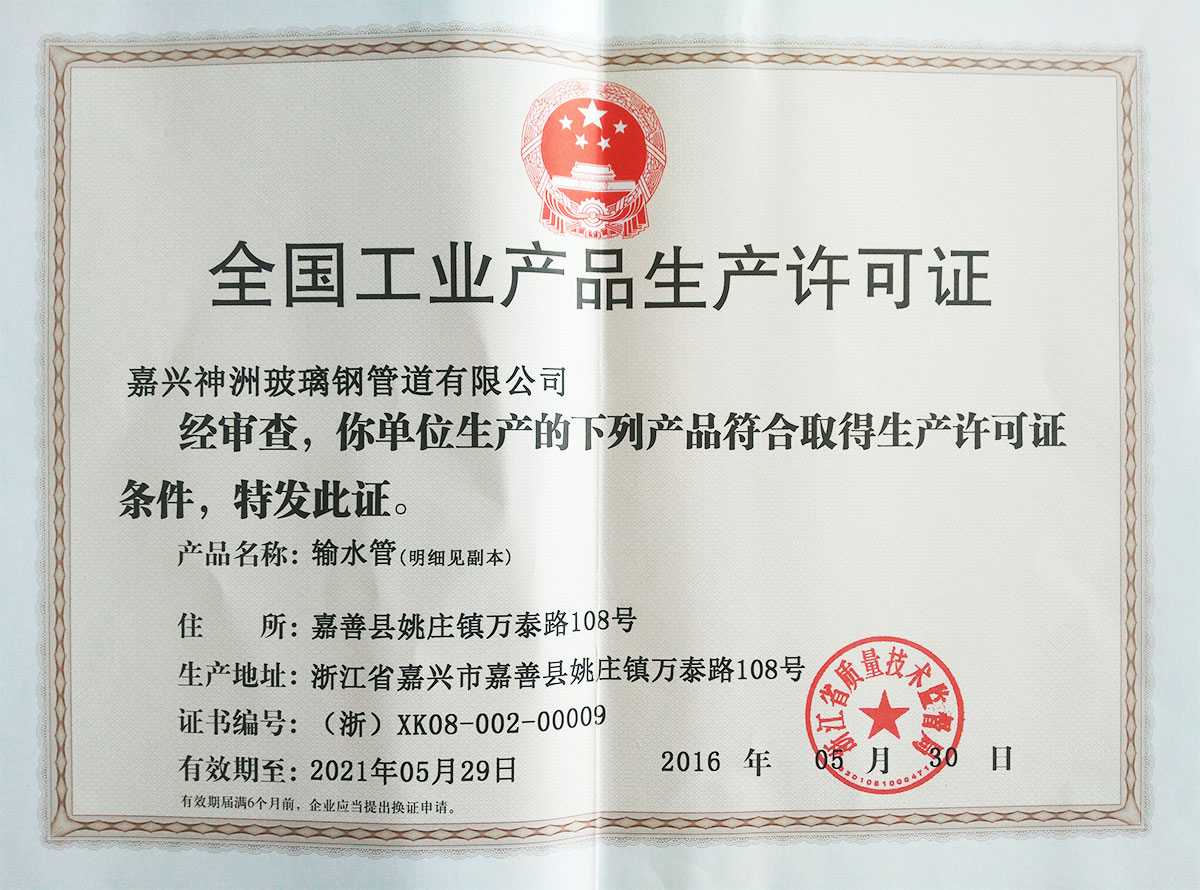 全国工业产品生产许可证
嘉兴神洲玻璃钢管道有限公司
经审查，你单位生产的下列产品符合取得生产许可证
条件，特发此证。
产品名称：输水管(明细见副本)
住　　所：嘉善县姚庄镇万泰路108号
生产地址：浙江省嘉兴市嘉善县姚庄镇万泰路108号
证书编号：（浙）XK08-002-00009
有效期至：2021年05月29日
有效期届满6个月前，企业应当提出换证申请。
浙江省质量技术监督局
2016 年 05 月 30 日